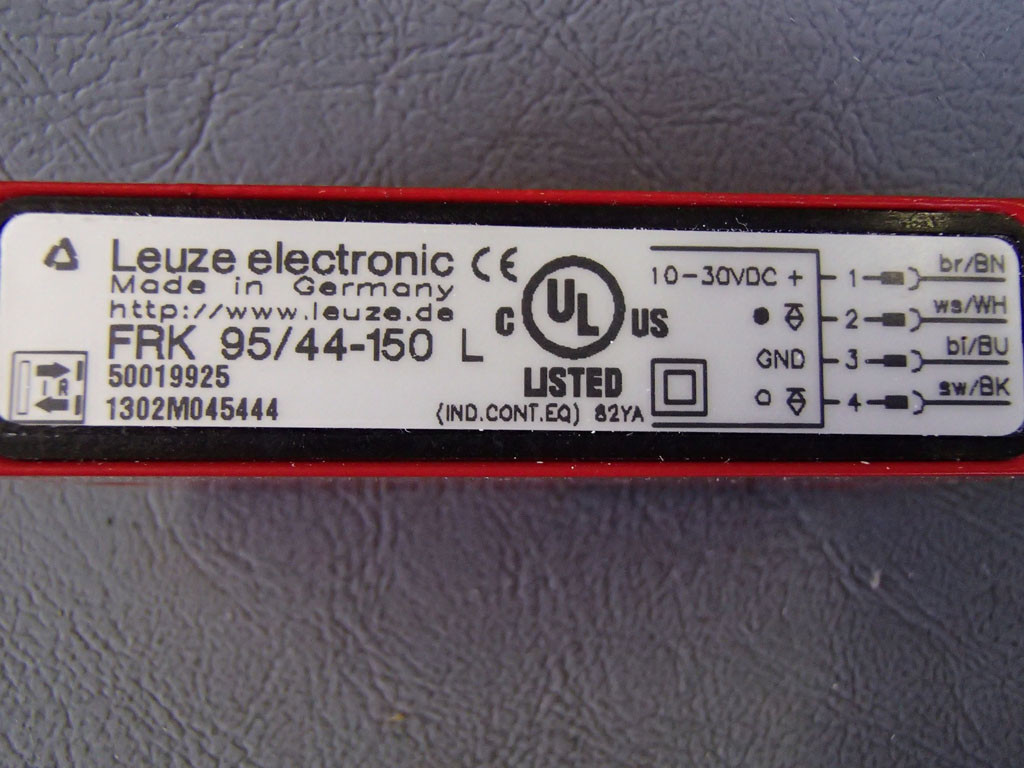 Leuze electronic CE
Made in Germany
http://www.leuze.de
FRK 95/44-150 L
50019925
1302M045444
IR
C UL US
LISTED
(IND.CONT.EQ) 82YA
10-30VDC + 1 br/BN
2 ws/WH
GND 3 bl/BU
4 sw/BK